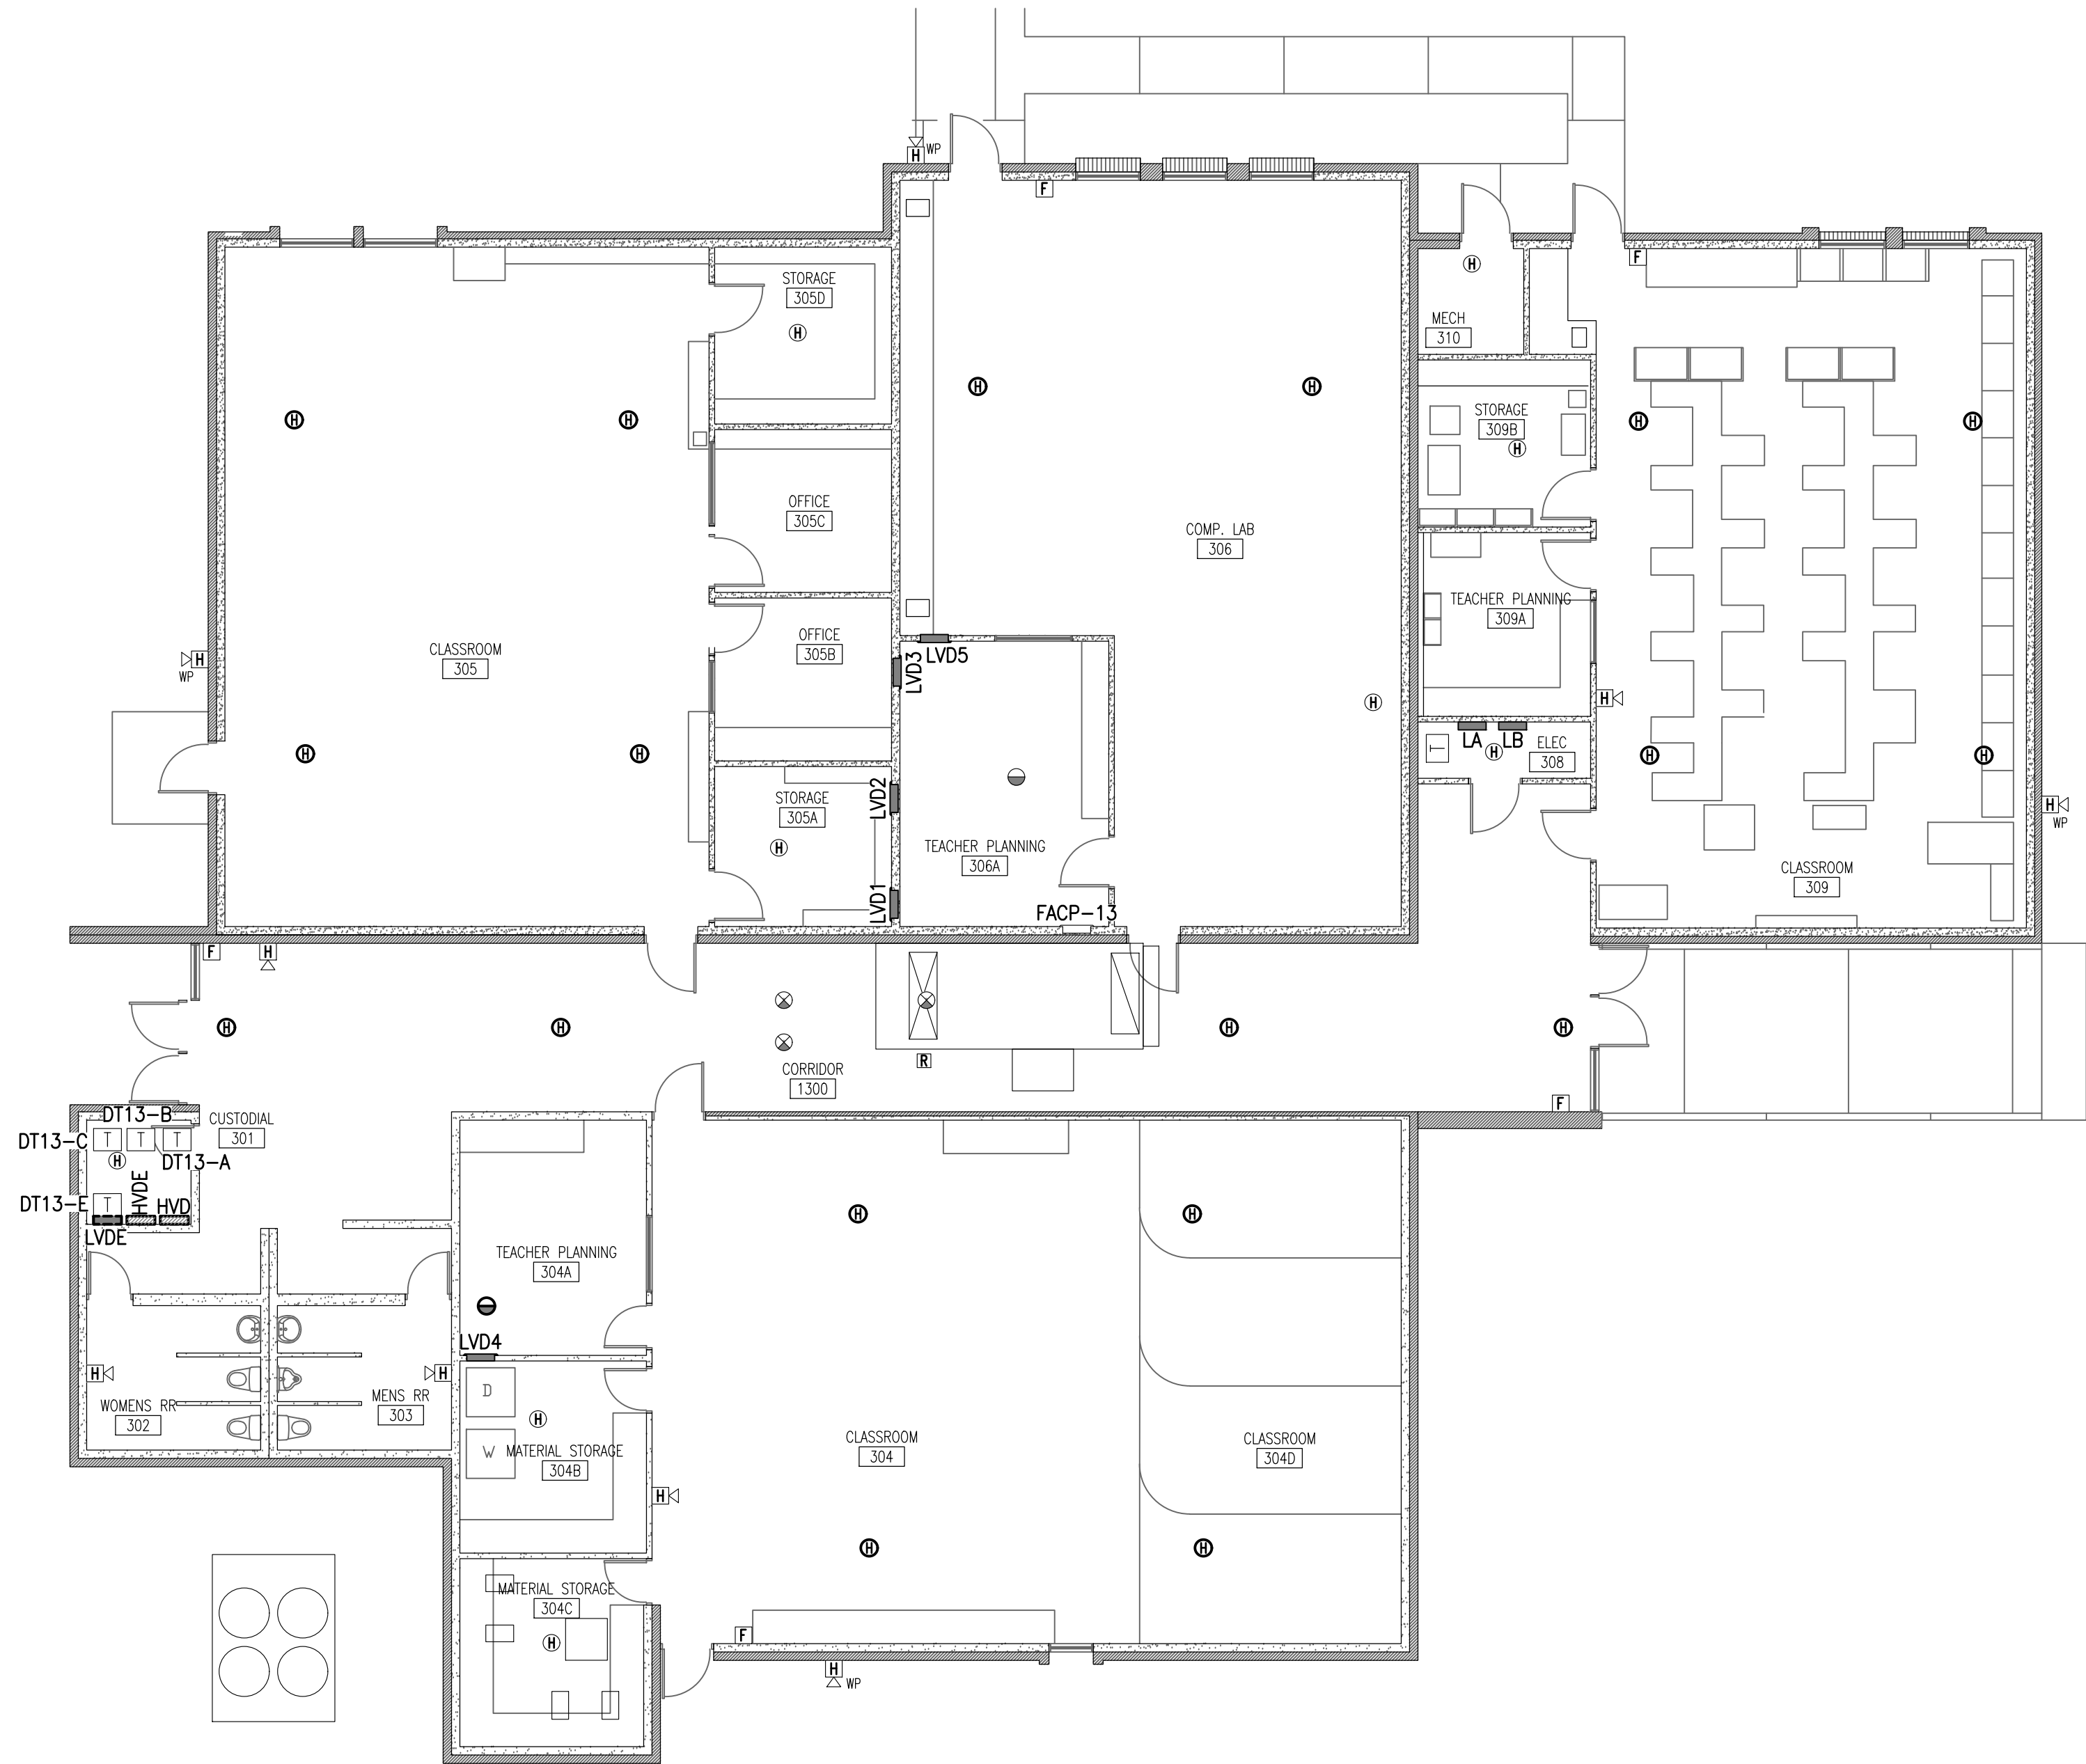 H WP
F
F
STORAGE
305D
H
H
MECH
310
H
H
H
H
STORAGE
309B
H
H
H
H
OFFICE
305C
COMP. LAB
306
TEACHER PLANNING
309A
OFFICE
305B
CLASSROOM
305
H
WP
LVD5
LVD3
H
H
LA LB
T
H
ELEC
308
H
H
H
H
STORAGE
305A
LVD2
H
H
WP
TEACHER PLANNING
306A
H
CLASSROOM
309
LVD1
FACP-13
F
H
H
H
H
H
CORRIDOR
1300
R
F
DT13-B
CUSTODIAL
301
DT13-C
T T T
H
DT13-A
DT13-E
T
HVDE
HVD
LVDE
H
H
TEACHER PLANNING
304A
LVD4
H
H
WOMENS RR
302
MENS RR
303
D
H
W
MATERIAL STORAGE
304B
CLASSROOM
304
CLASSROOM
304D
H
H
H
MATERIAL STORAGE
304C
H
F
H
WP